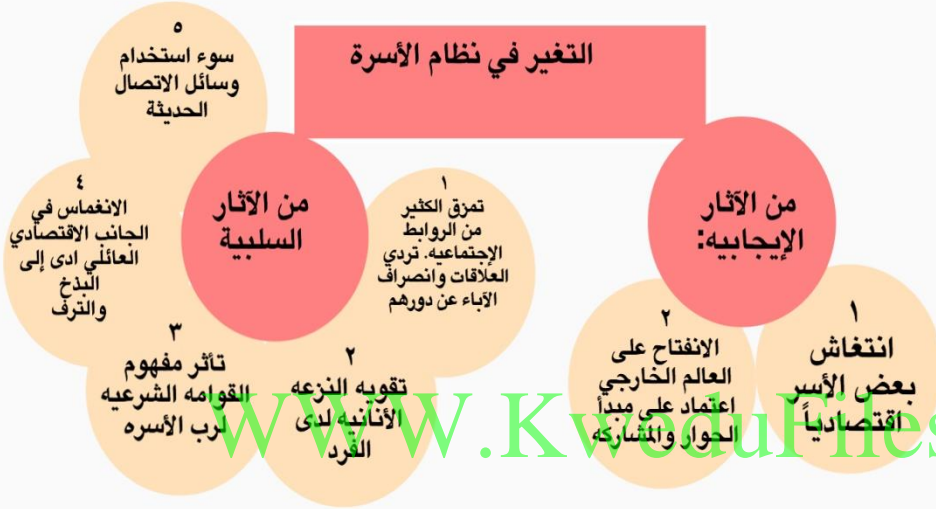 التغير في نظام الأسرة
من الآثار
الإيجابيه:
١
انتغاش
بعض الأسر
اقتصادياً
٢
الانفتاح على
العالم الخارجي
اعتماد على مبدأ
الحوار والمشاركه
من الآثار
السلبية
١
تمزق الكثير
من الروابط
الإجتماعيه. تردي
العلاقات وانصراف
الآباء عن دورهم
٢
تقويه النزعه
الأنانيه لدى
الفرد
٣
تأثر مفهوم
القوامه الشرعيه
لرب الأسره
٤
الانغماس في
الجانب الاقتصادي
العائلي ادى إلى
البذخ
والترف
٥
سوء استخدام
وسائل الاتصال
الحديثة
WWW.KweduFiles